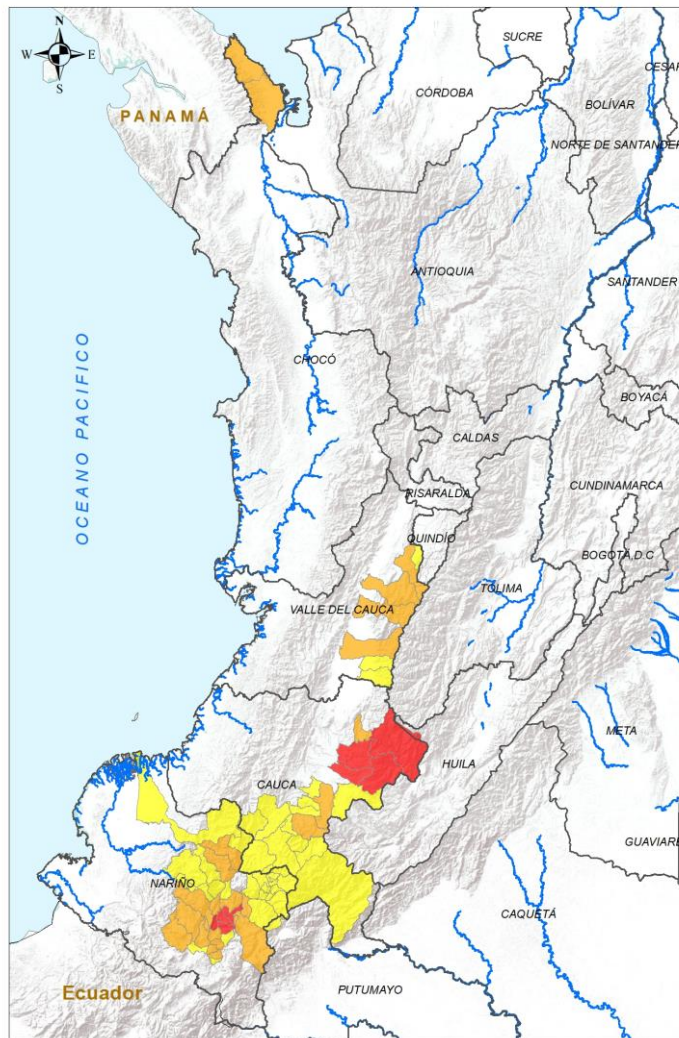 N
W E
S
SUCRE
CESAR
CÓRDOBA
BOLÍVAR
PANAMÁ
NORTE DE SANTANDER
ANTIOQUIA
SANTANDER
OCEANO PACIFICO
CHOCÓ
BOYACÁ
CALDAS
CUNDINAMARCA
RISARALDA
QUINDÍO
BOGOTÁ D.C
TOLIMA
VALLE DEL CAUCA
META
HUILA
CAUCA
GUAVIARE
NARIÑO
CAQUETÁ
Ecuador
PUTUMAYO